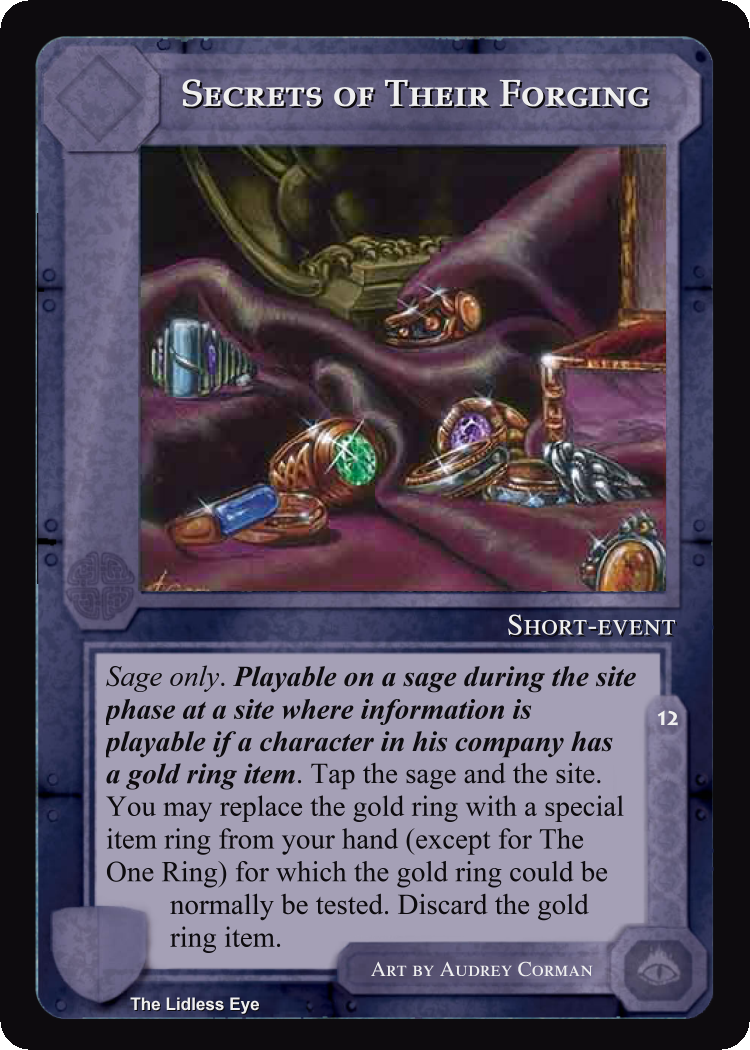 Secrets of Their Forging
Short-event
Sage only. Playable on a sage during the site
phase at a site where information is
playable if a character in his company has
a gold ring item. Tap the sage and the site.
You may replace the gold ring with a special
item ring from your hand (except for The
One Ring) for which the gold ring could be
normally be tested. Discard the gold
ring item.
12
Art by Audrey Corman
The Lidless Eye